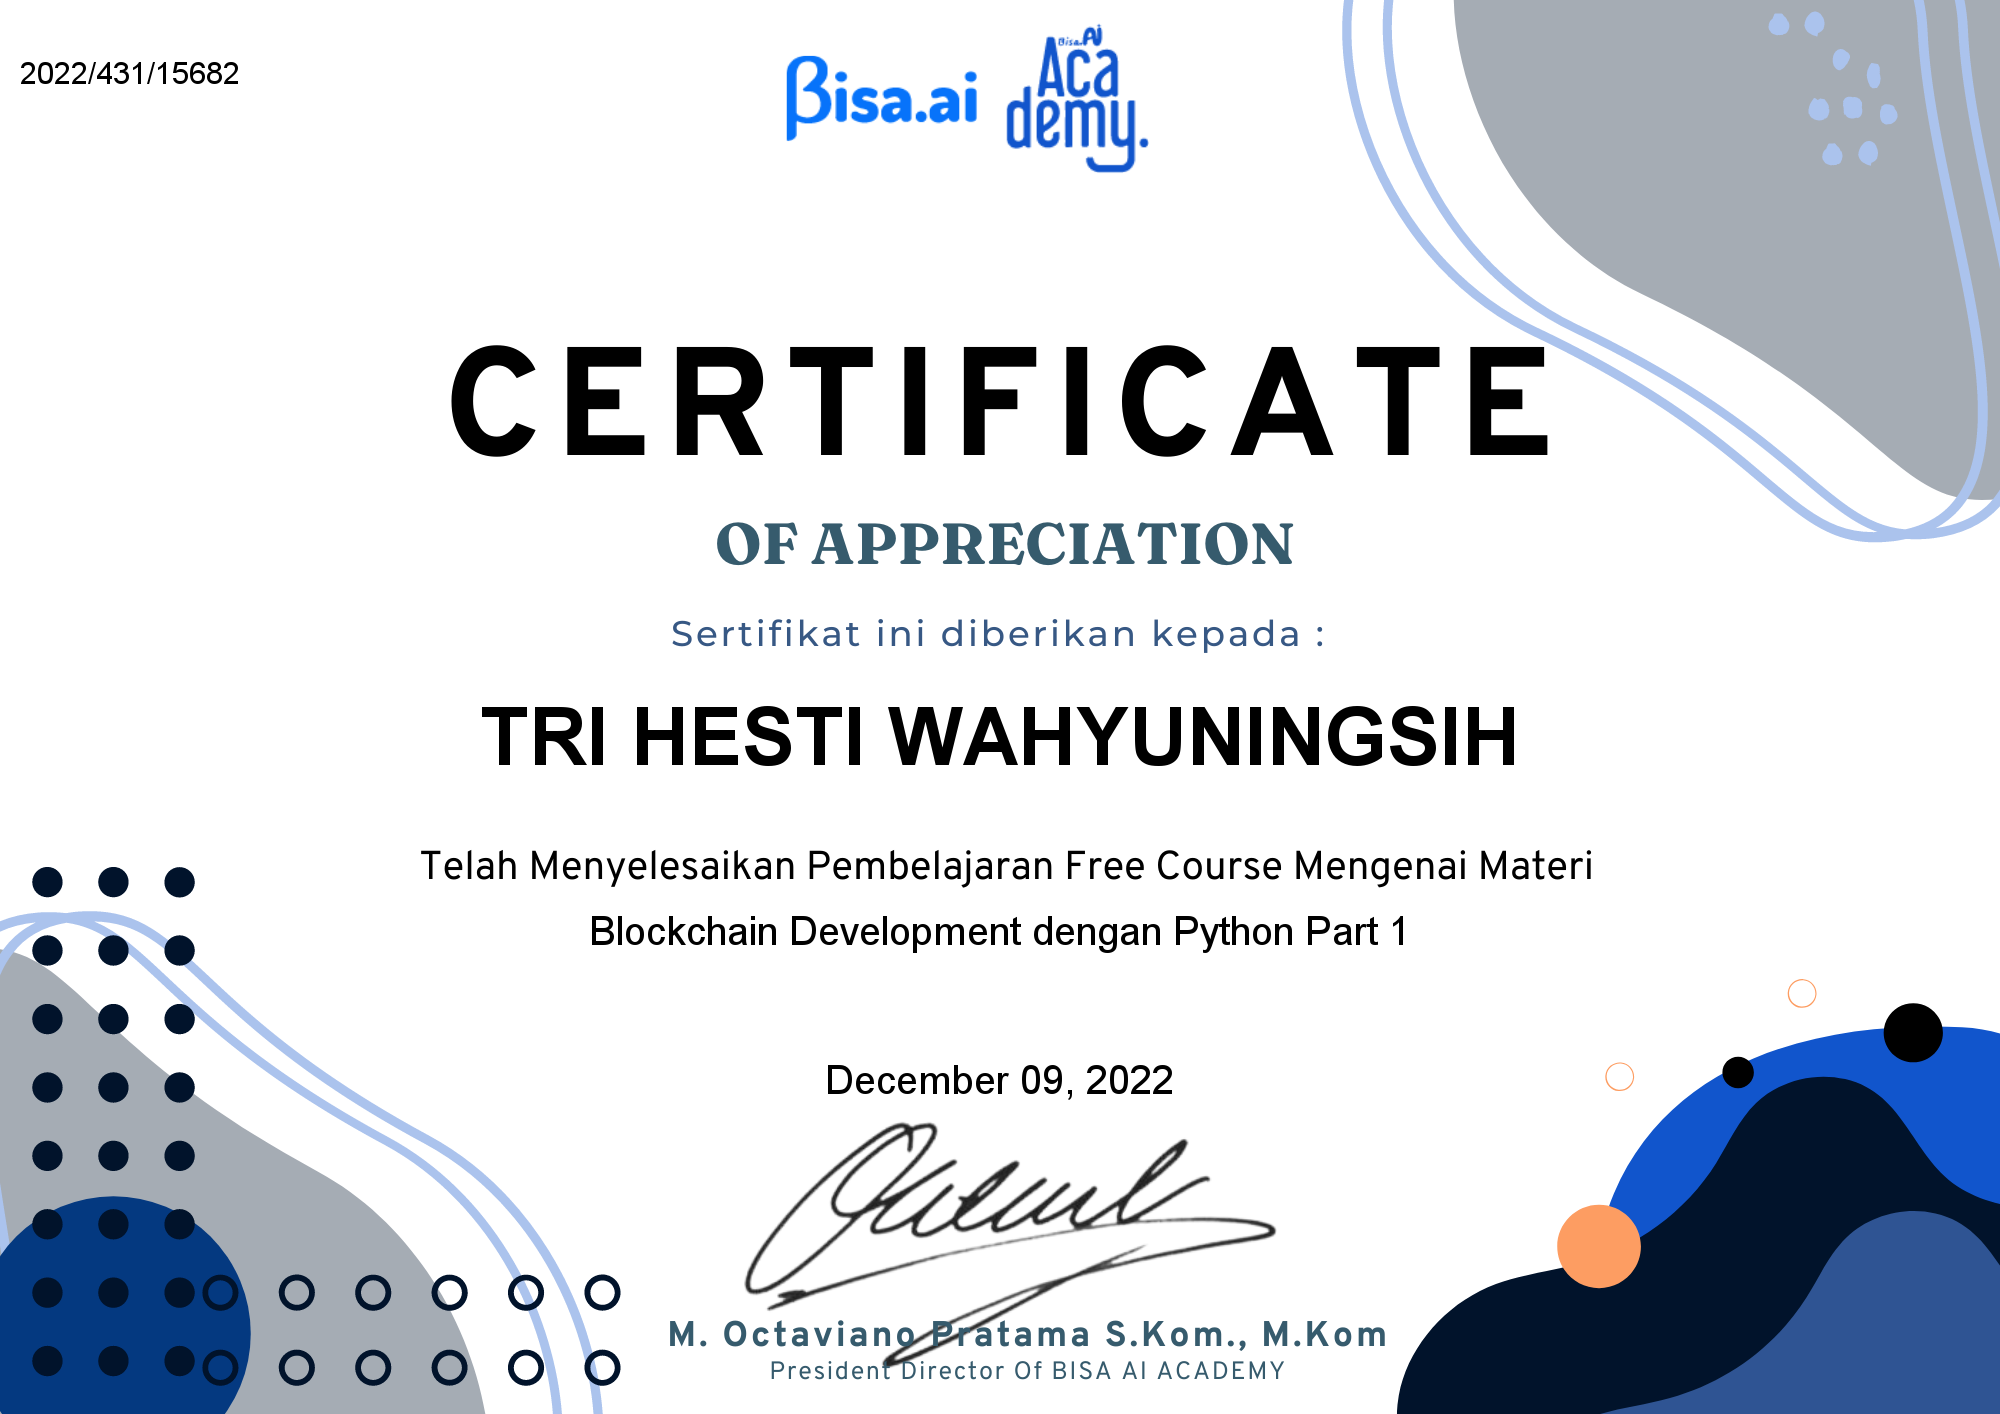 2022/431/15682
Bisa.ai
Bisa.AI
Aca
demy.
CERTIFICATE
OF APPRECIATION
Sertifikat ini diberikan kepada :
TRI HESTI WAHYUNINGSIH
Telah Menyelesaikan Pembelajaran Free Course Mengenai Materi
Blockchain Development dengan Python Part 1
December 09, 2022
M. Octaviano Pratama S.Kom., M.Kom
President Director Of BISA AI ACADEMY